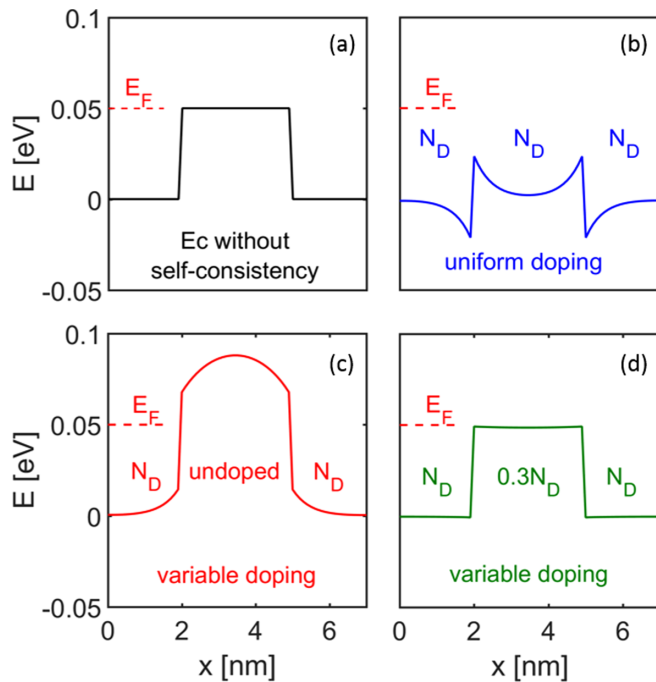 0.1
(a)
(b)
E_F
E_F
0.05
N_D
N_D
N_D
E [eV]
0
Ec without
self-consistency
uniform doping
-0.05
0.1
(c)
(d)
E_F
E_F
0.05
N_D
undoped
N_D
N_D
0.3N_D
N_D
E [eV]
0
variable doping
variable doping
-0.05
0
2
4
6
0
2
4
6
x [nm]
x [nm]